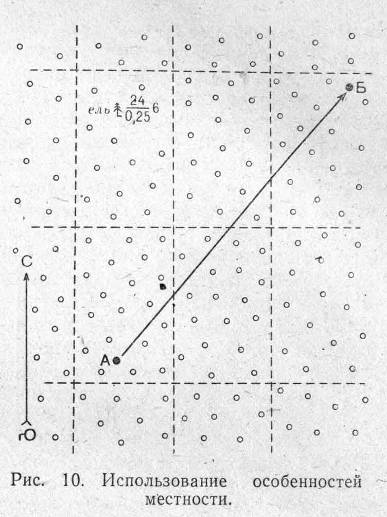 Б
ель 24 6
0,25
С
А
Ю
Рис. 10. Использование особенностей
местности.